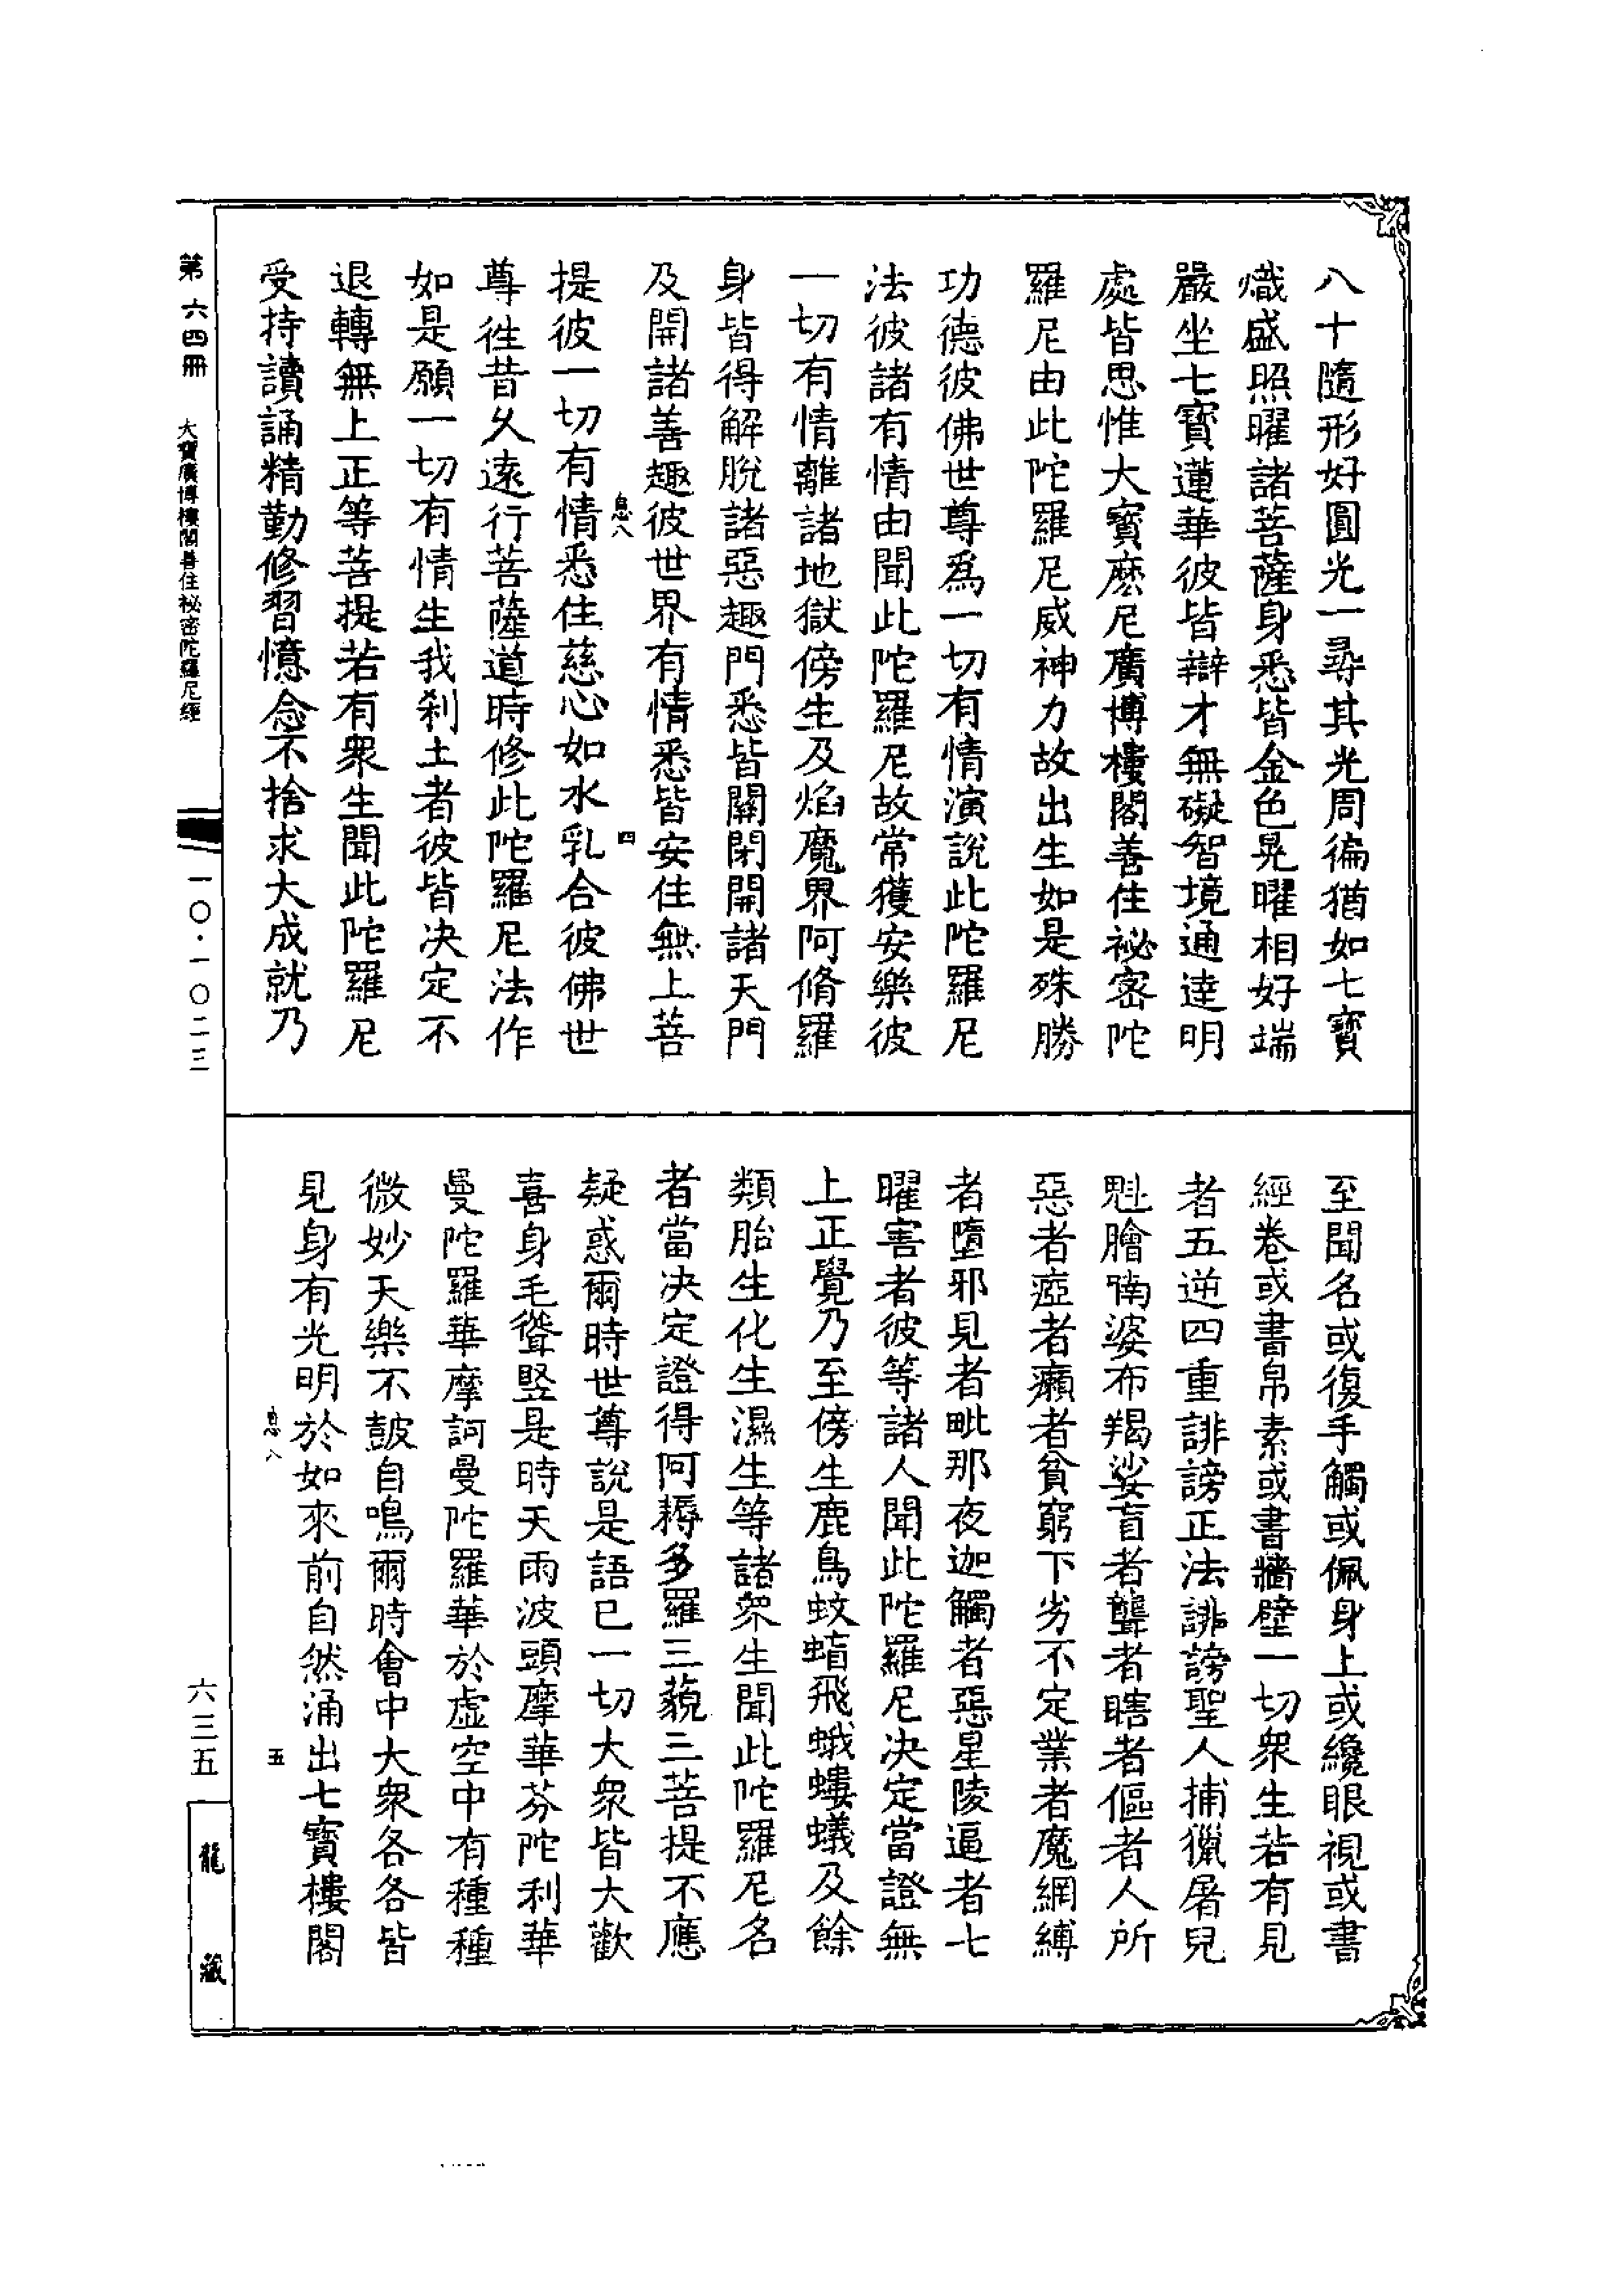 八十隨形好圓光一尋其光周徧猶如七寶
熾盛照曜諸菩薩身悉皆金色晃曜相好端
嚴坐七寶蓮華彼皆辯才無礙智境通達明
處皆思惟大寶麽尼廣博樓閣善住祕密陀
羅尼由此陀羅尼威神力故出生如是殊勝
功德彼佛世尊爲一切有情演說此陀羅尼
法彼諸有情由聞此陀羅尼故常獲安樂彼
一切有情離諸地獄傍生及焰魔界阿脩羅
身皆得解脫諸惡趣門悉皆關閉開諸天門
及開諸善趣彼世界有情悉皆安住無上菩
息八 四
提彼一切有情悉住慈心如水乳合彼佛世
尊徃昔久遠行菩薩道時修此陀羅尼法作
如是願一切有情生我刹土者彼皆决定不
退轉無上正等菩提若有衆生聞此陀羅尼
受持讀誦精勤修習憶念不捨求大成就乃
至聞名或復手觸或佩身上或纔眼視或書
經卷或書帛素或書牆壁一切衆生若有見
者五逆四重誹謗正法誹謗聖人捕獵屠兒
魁膾喃婆布羯娑盲者聾者瞎者傴者人所
惡者瘂者癩者貧窮下劣不定業者魔網縛
者墮邪見者毗那夜迦觸者惡星陵逼者七
曜害者彼等諸人聞此陀羅尼决定當證無
上正覺乃至傍生鹿鳥蚊蝱飛蛾螻蟻及餘
類胎生化生濕生等諸衆生聞此陀羅尼名
者當决定證得阿耨多羅三藐三菩提不應
疑惑爾時世尊說是語已一切大衆皆大歡
喜身毛聳竪是時天雨波頭摩華芬陀利華
曼陀羅華摩訶曼陀羅華於虛空中有種種
微妙天樂不鼓自鳴爾時會中大衆各各皆
見身有光明於如來前自然涌出七寶樓閣
息八 五
第六四冊 大寶廣博樓閣善住祕密陀羅尼經 一〇·一〇二三
六三五
龍藏